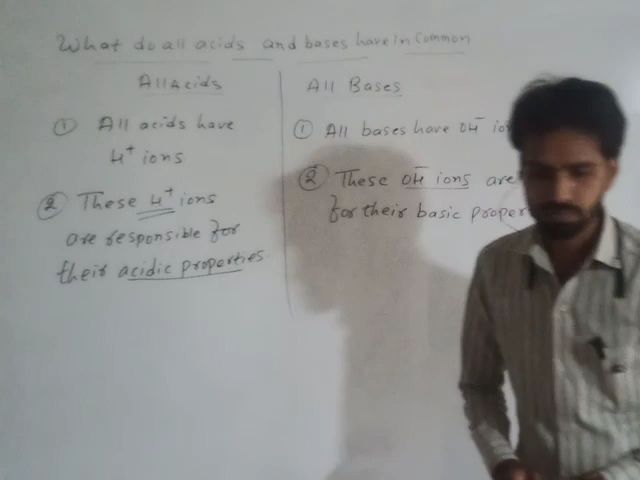 What do all acids and bases have In Common
All Acids
① All acids have
H⁺ ions
② These H⁺ ions
are responsible for
their acidic properties
All Bases
① All bases have OH⁻
② These OH⁻ ions are
for their basic